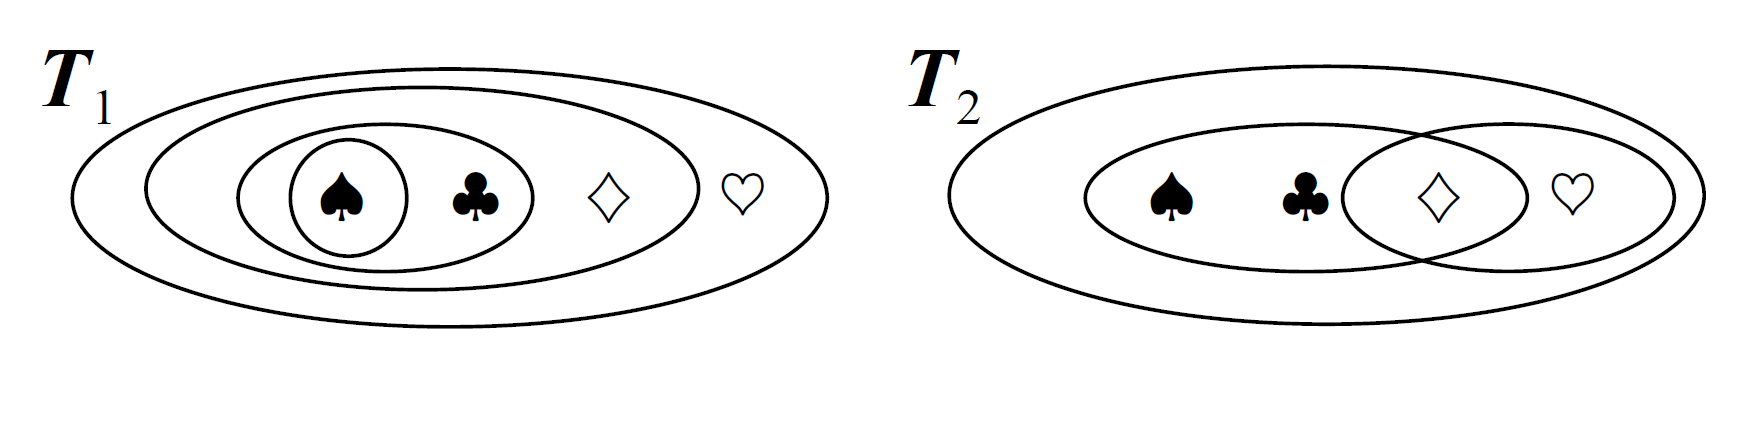 T₁ ♠ ♣ ♢ ♡
T₂ ♠ ♣ ♢ ♡